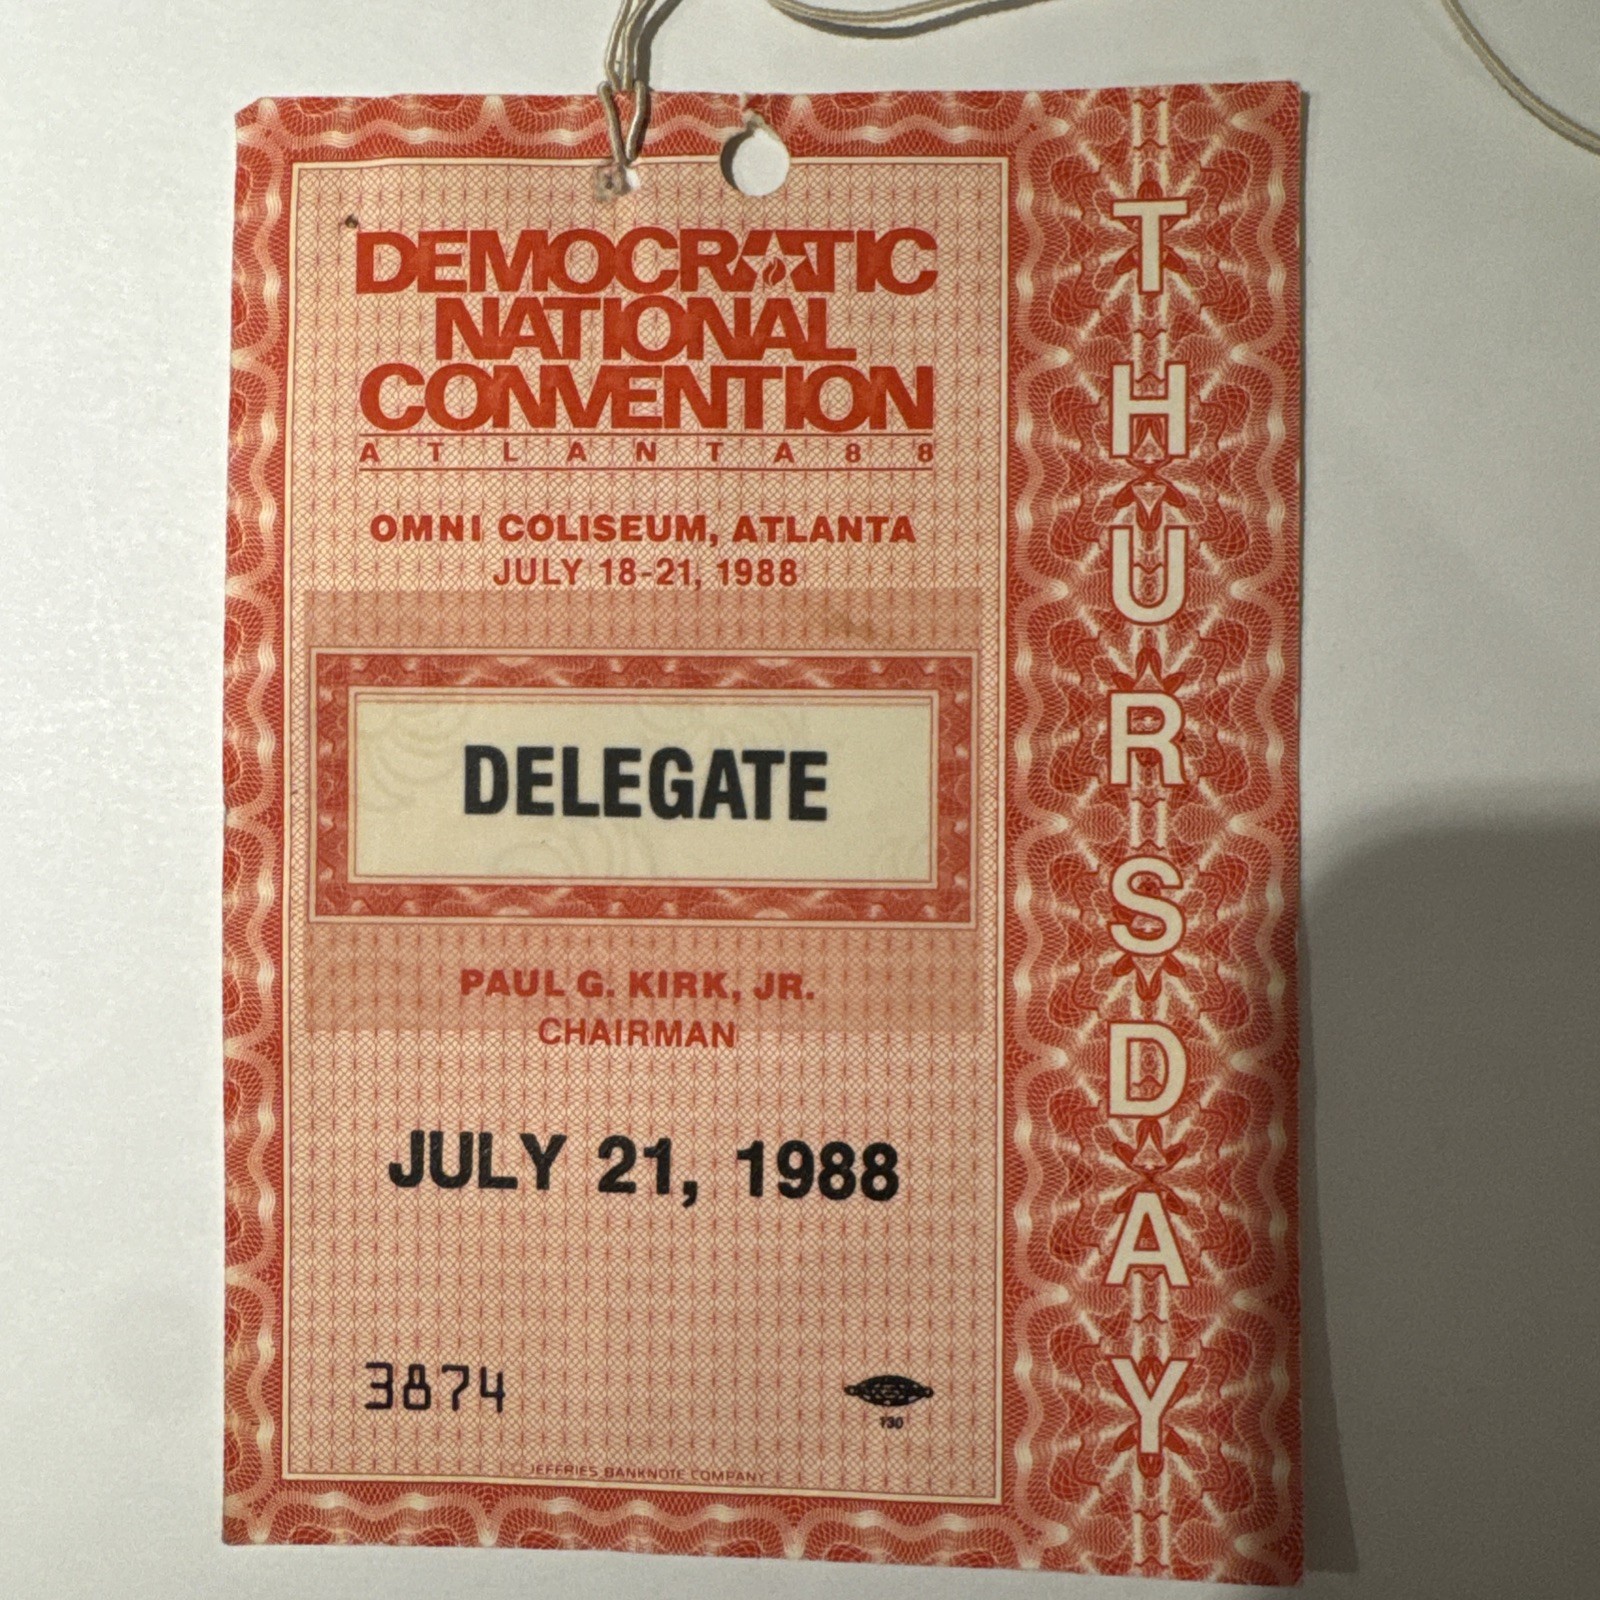 DEMOCRATIC
NATIONAL
CONVENTION
ATLANTA88
OMNI COLISEUM, ATLANTA
JULY 18-21, 1988
DELEGATE
PAUL G. KIRK, JR.
CHAIRMAN
JULY 21, 1988
3874
130
JEFFRIES BANKNOTE COMPANY
THURSDAY